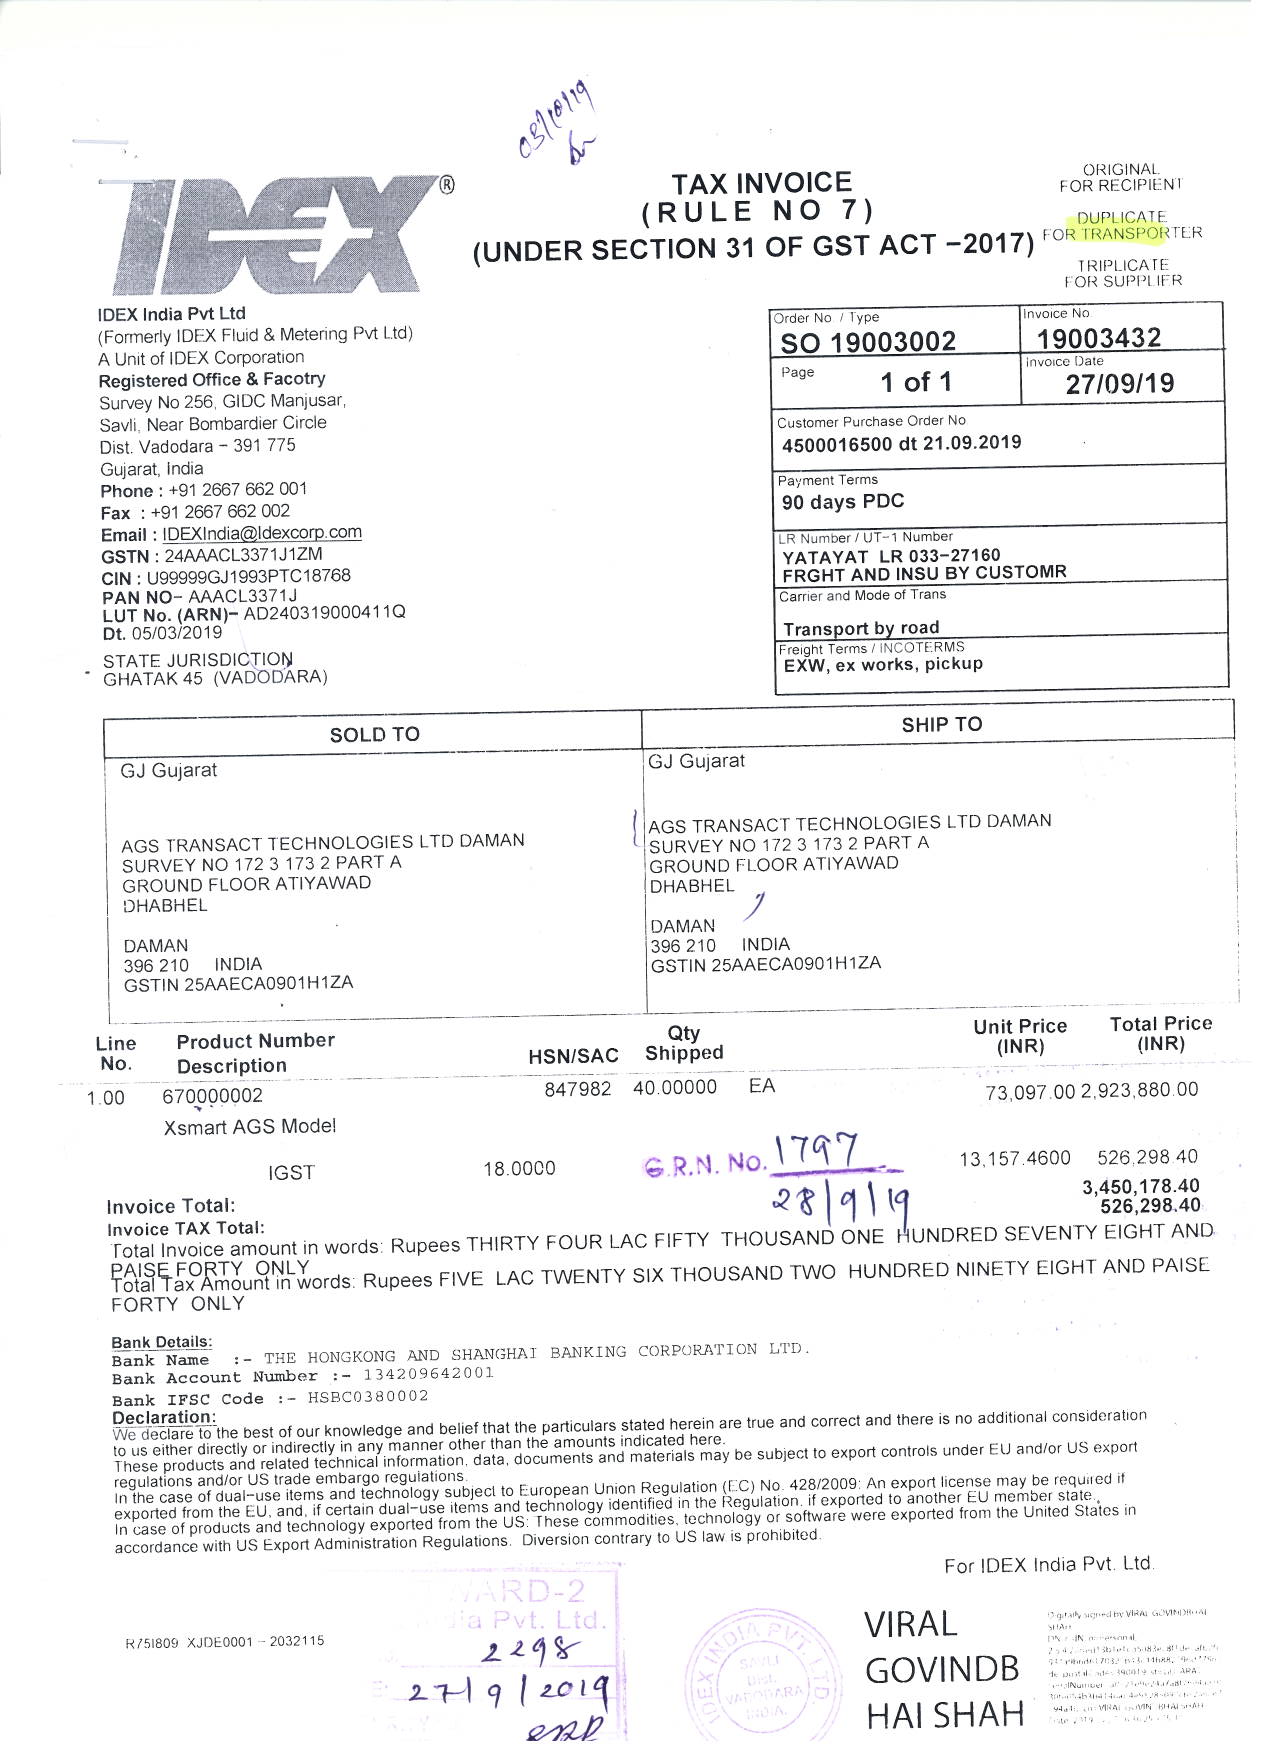 03/10/19
IDEX®
TAX INVOICE
(RULE NO 7)
(UNDER SECTION 31 OF GST ACT –2017)
ORIGINAL
FOR RECIPIENT
DUPLICATE
FOR TRANSPORTER
TRIPLICATE
FOR SUPPLIER
IDEX India Pvt Ltd
(Formerly IDEX Fluid & Metering Pvt Ltd)
A Unit of IDEX Corporation
Registered Office & Facotry
Survey No 256, GIDC Manjusar,
Savli, Near Bombardier Circle
Dist. Vadodara – 391 775
Gujarat, India
Phone : +91 2667 662 001
Fax : +91 2667 662 002
Email : IDEXIndia@Idexcorp.com
GSTN : 24AAACL3371J1ZM
CIN : U99999GJ1993PTC18768
PAN NO– AAACL3371J
LUT No. (ARN)– AD240319000411Q
Dt. 05/03/2019
STATE JURISDICTION
GHATAK 45 (VADODARA)
Order No. / Type
SO 19003002
Invoice No
19003432
Page
1 of 1
Invoice Date
27/09/19
Customer Purchase Order No
4500016500 dt 21.09.2019
Payment Terms
90 days PDC
LR Number / UT–1 Number
YATAYAT LR 033–27160
FRGHT AND INSU BY CUSTOMR
Carrier and Mode of Trans
Transport by road
Freight Terms / INCOTERMS
EXW, ex works, pickup
SOLD TO
GJ Gujarat
AGS TRANSACT TECHNOLOGIES LTD DAMAN
SURVEY NO 172 3 173 2 PART A
GROUND FLOOR ATIYAWAD
DHABHEL
DAMAN
396 210 INDIA
GSTIN 25AAECA0901H1ZA
SHIP TO
GJ Gujarat
AGS TRANSACT TECHNOLOGIES LTD DAMAN
SURVEY NO 172 3 173 2 PART A
GROUND FLOOR ATIYAWAD
DHABHEL
DAMAN
396 210 INDIA
GSTIN 25AAECA0901H1ZA
Line No. Product Number Description HSN/SAC Qty Shipped Unit Price (INR) Total Price (INR)
1.00 670000002 847982 40.00000 EA 73,097.00 2,923,880.00
Xsmart AGS Model
IGST 18.0000 13,157.4600 526,298.40
G.R.N. No. 1797
28/9/19
Invoice Total: 3,450,178.40
Invoice TAX Total: 526,298.40
Total Invoice amount in words: Rupees THIRTY FOUR LAC FIFTY THOUSAND ONE HUNDRED SEVENTY EIGHT AND
PAISE FORTY ONLY
Total Tax Amount in words: Rupees FIVE LAC TWENTY SIX THOUSAND TWO HUNDRED NINETY EIGHT AND PAISE
FORTY ONLY
Bank Details:
Bank Name :- THE HONGKONG AND SHANGHAI BANKING CORPORATION LTD.
Bank Account Number :- 134209642001
Bank IFSC Code :- HSBC0380002
Declaration:
We declare to the best of our knowledge and belief that the particulars stated herein are true and correct and there is no additional consideration
to us either directly or indirectly in any manner other than the amounts indicated here.
These products and related technical information, data, documents and materials may be subject to export controls under EU and/or US export
regulations and/or US trade embargo regulations.
In the case of dual-use items and technology subject to European Union Regulation (EC) No. 428/2009: An export license may be required if
exported from the EU, and, if certain dual-use items and technology identified in the Regulation, if exported to another EU member state.
In case of products and technology exported from the US: These commodities, technology or software were exported from the United States in
accordance with US Export Administration Regulations. Diversion contrary to US law is prohibited.
For IDEX India Pvt. Ltd.
R75I809 XJDE0001 – 2032115
WARD-2
Pvt. Ltd.
2298
27/9/2019
IDEX INDIA PVT. LTD
SAVLI
Dist.
VADODARA
INDIA.
VIRAL
GOVINDB
HAI SHAH
Digitally signed by VIRAL GOVINDBHAI
SHAH